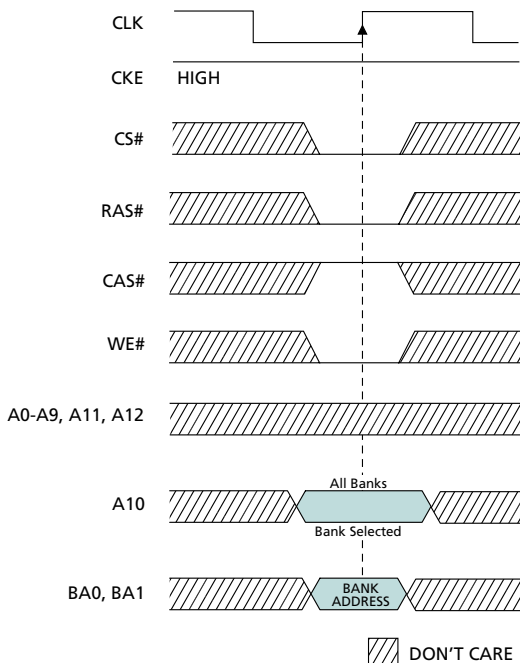 CLK
CKE HIGH
CS#
RAS#
CAS#
WE#
A0-A9, A11, A12
All Banks
A10
Bank Selected
BA0, BA1
BANK
ADDRESS
DON'T CARE